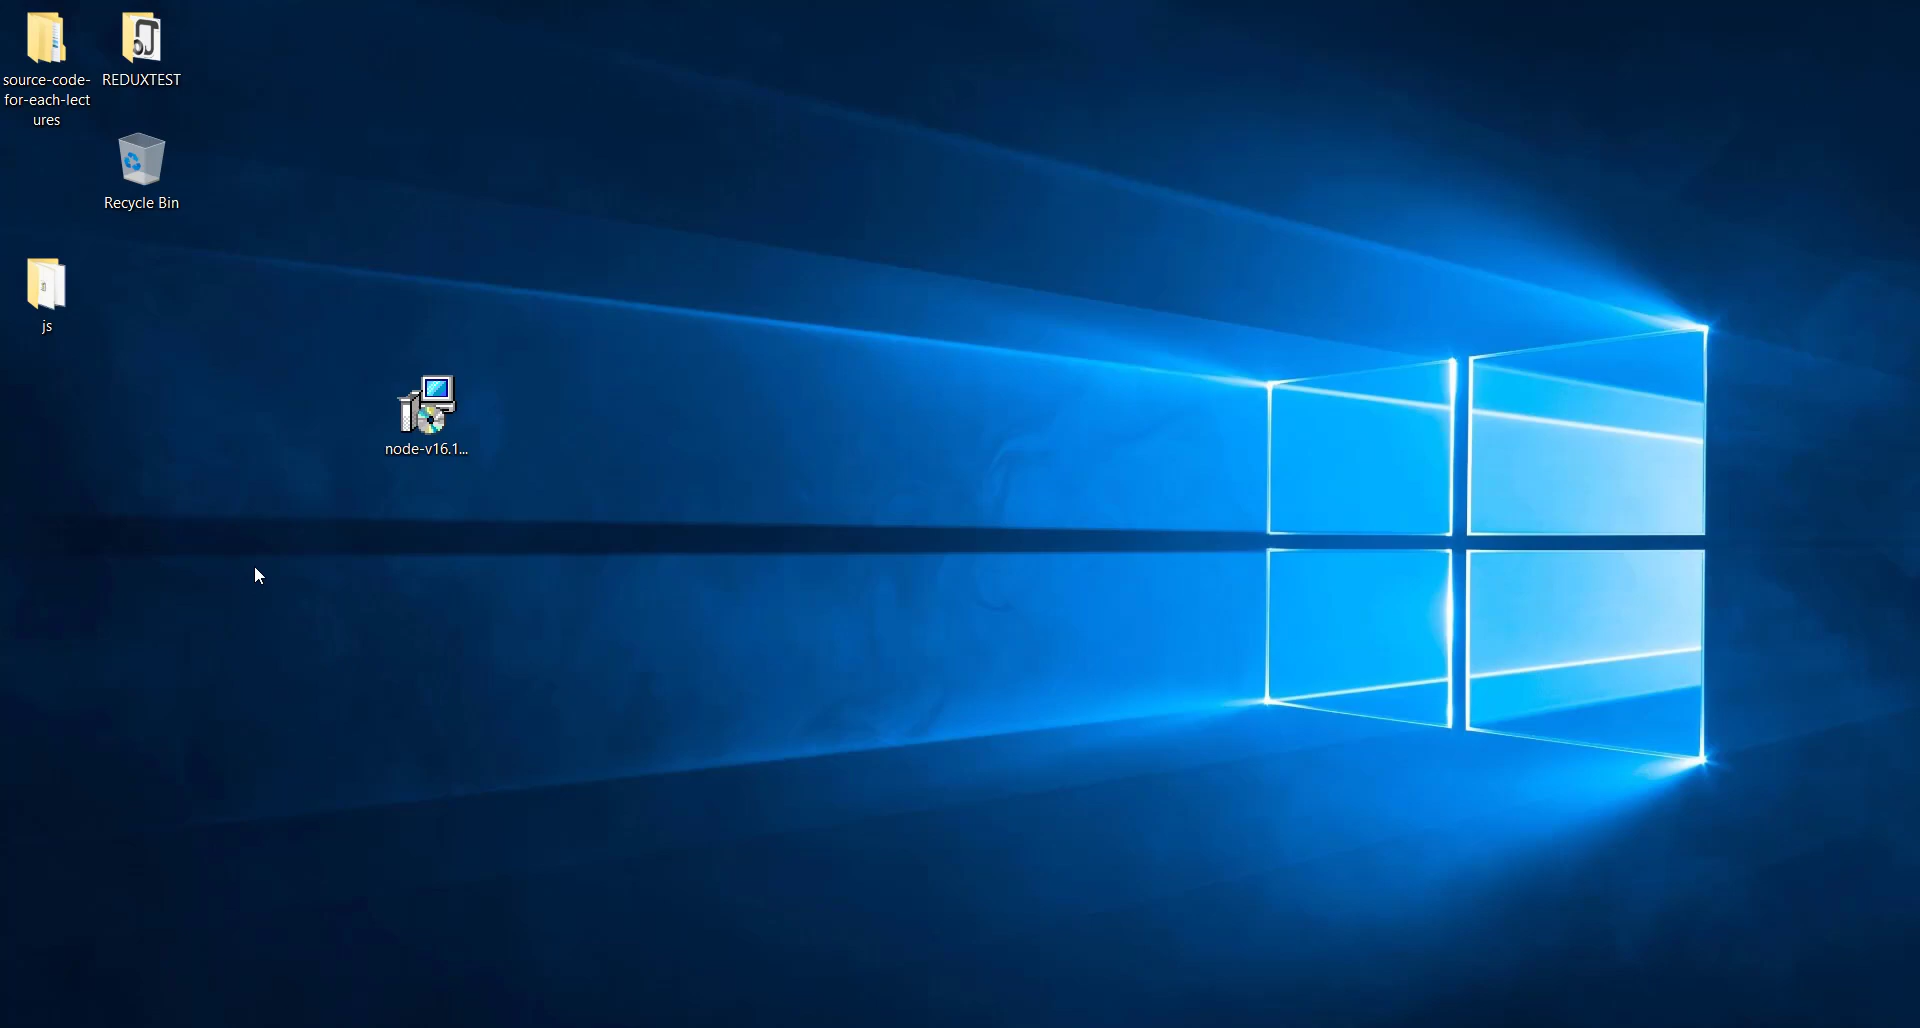 source-code-
for-each-lect
ures
REDUXTEST
Recycle Bin
js
node-v16.1...